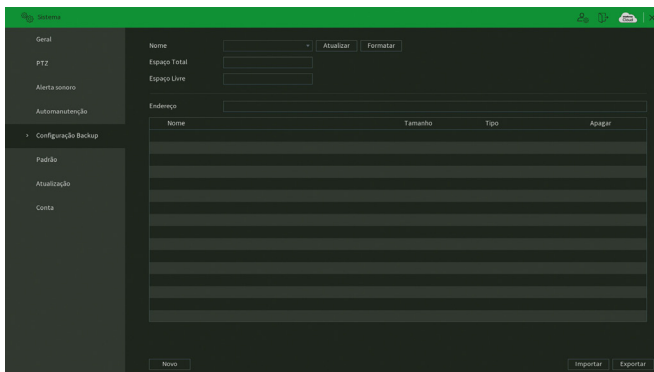 Sistema
Cloud
Geral
PTZ
Alerta sonoro
Automanutenção
Configuração Backup
Padrão
Atualização
Conta
Nome
Atualizar
Formatar
Espaço Total
Espaço Livre
Endereço
Nome Tamanho Tipo Apagar
Novo
Importar
Exportar